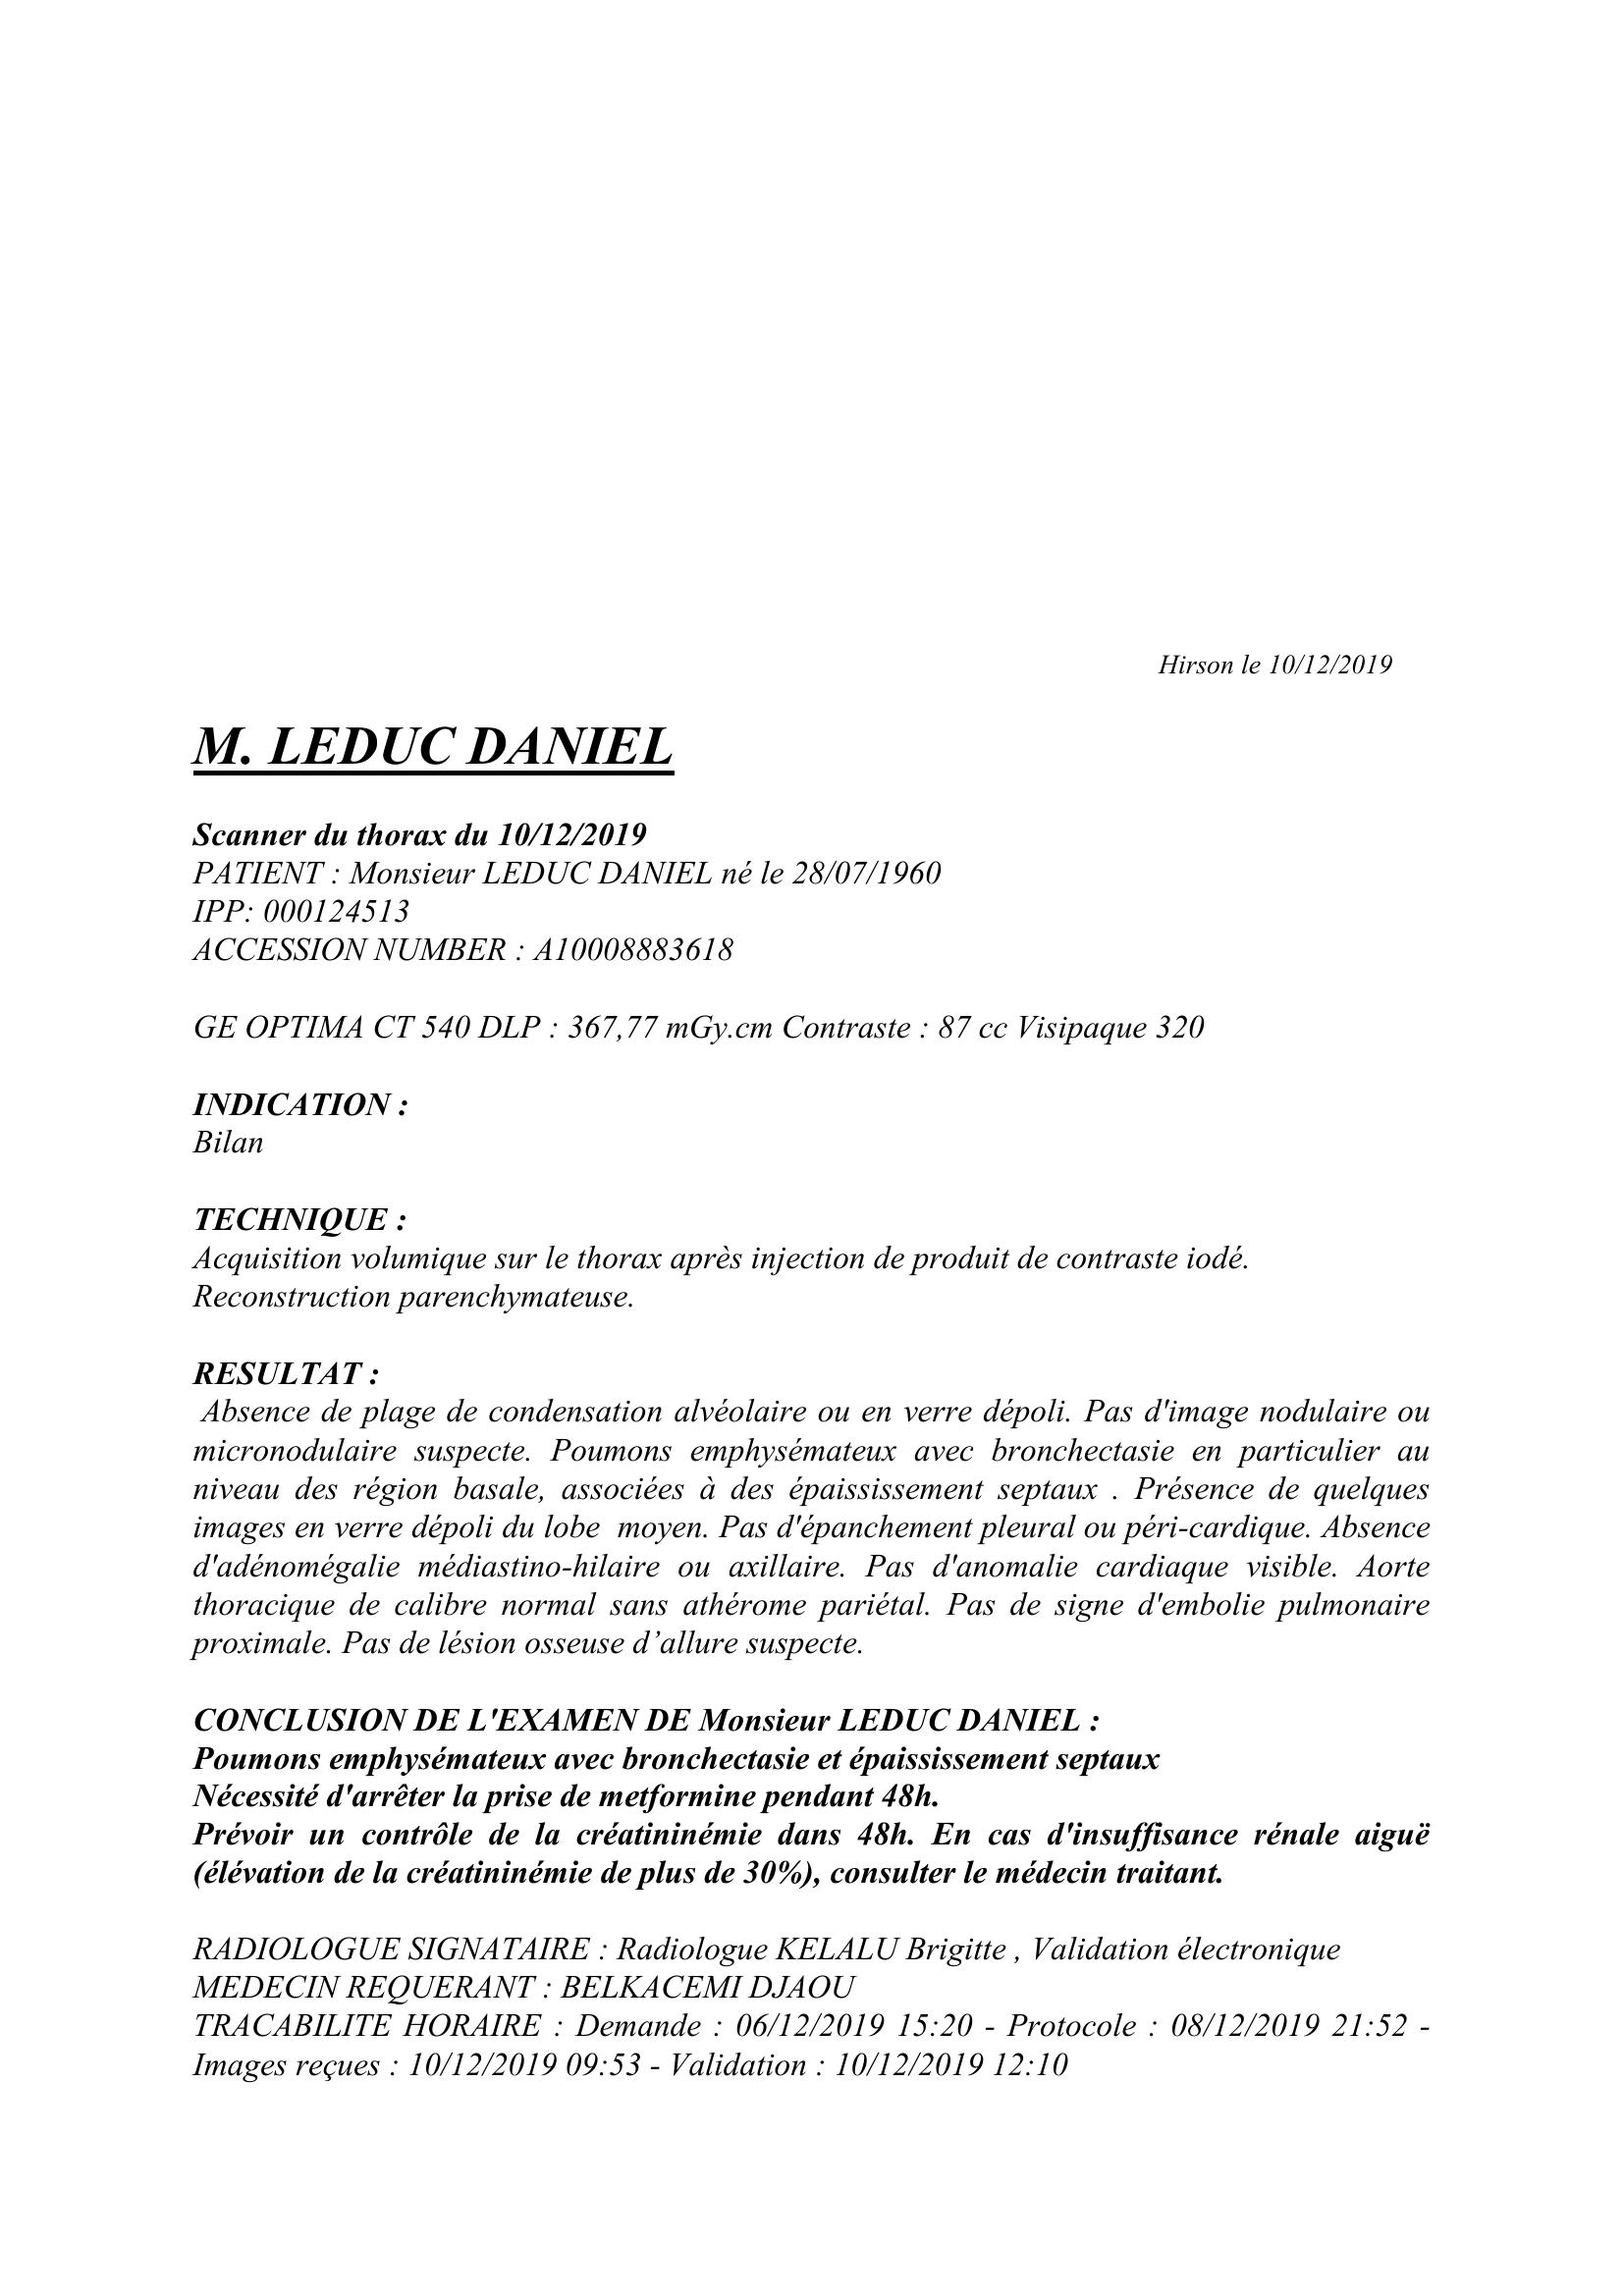 Hirson le 10/12/2019
M. LEDUC DANIEL
Scanner du thorax du 10/12/2019
PATIENT : Monsieur LEDUC DANIEL né le 28/07/1960
IPP: 000124513
ACCESSION NUMBER : A10008883618
GE OPTIMA CT 540 DLP : 367,77 mGy.cm Contraste : 87 cc Visipaque 320
INDICATION :
Bilan
TECHNIQUE :
Acquisition volumique sur le thorax après injection de produit de contraste iodé.
Reconstruction parenchymateuse.
RESULTAT :
Absence de plage de condensation alvéolaire ou en verre dépoli. Pas d'image nodulaire ou
micronodulaire suspecte. Poumons emphysémateux avec bronchectasie en particulier au
niveau des région basale, associées à des épaississement septaux . Présence de quelques
images en verre dépoli du lobe  moyen. Pas d'épanchement pleural ou péri-cardique. Absence
d'adénomégalie médiastino-hilaire ou axillaire. Pas d'anomalie cardiaque visible. Aorte
thoracique de calibre normal sans athérome pariétal. Pas de signe d'embolie pulmonaire
proximale. Pas de lésion osseuse d’allure suspecte.
CONCLUSION DE L'EXAMEN DE Monsieur LEDUC DANIEL :
Poumons emphysémateux avec bronchectasie et épaississement septaux
Nécessité d'arrêter la prise de metformine pendant 48h.
Prévoir un contrôle de la créatininémie dans 48h. En cas d'insuffisance rénale aiguë
(élévation de la créatininémie de plus de 30%), consulter le médecin traitant.
RADIOLOGUE SIGNATAIRE : Radiologue KELALU Brigitte , Validation électronique
MEDECIN REQUERANT : BELKACEMI DJAOU
TRACABILITE HORAIRE : Demande : 06/12/2019 15:20 - Protocole : 08/12/2019 21:52 -
Images reçues : 10/12/2019 09:53 - Validation : 10/12/2019 12:10